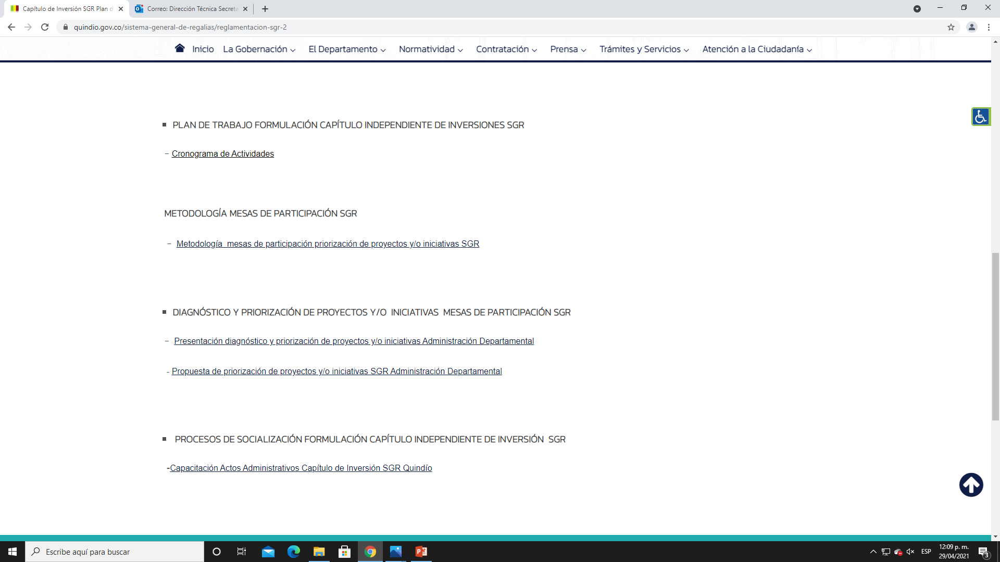 Capítulo de Inversión SGR Plan d
Correo: Dirección Técnica Secreta
quindio.gov.co/sistema-general-de-regalias/reglamentacion-sgr-2
Inicio La Gobernación El Departamento Normatividad Contratación Prensa Trámites y Servicios Atención a la Ciudadanía
PLAN DE TRABAJO FORMULACIÓN CAPÍTULO INDEPENDIENTE DE INVERSIONES SGR
– Cronograma de Actividades
METODOLOGÍA MESAS DE PARTICIPACIÓN SGR
– Metodología  mesas de participación priorización de proyectos y/o iniciativas SGR
DIAGNÓSTICO Y PRIORIZACIÓN DE PROYECTOS Y/O  INICIATIVAS  MESAS DE PARTICIPACIÓN SGR
– Presentación diagnóstico y priorización de proyectos y/o iniciativas Administración Departamental
- Propuesta de priorización de proyectos y/o iniciativas SGR Administración Departamental
PROCESOS DE SOCIALIZACIÓN FORMULACIÓN CAPÍTULO INDEPENDIENTE DE INVERSIÓN  SGR
-Capacitación Actos Administrativos Capítulo de Inversión SGR Quindío
Escribe aquí para buscar
ESP
12:09 p. m.
29/04/2021
3